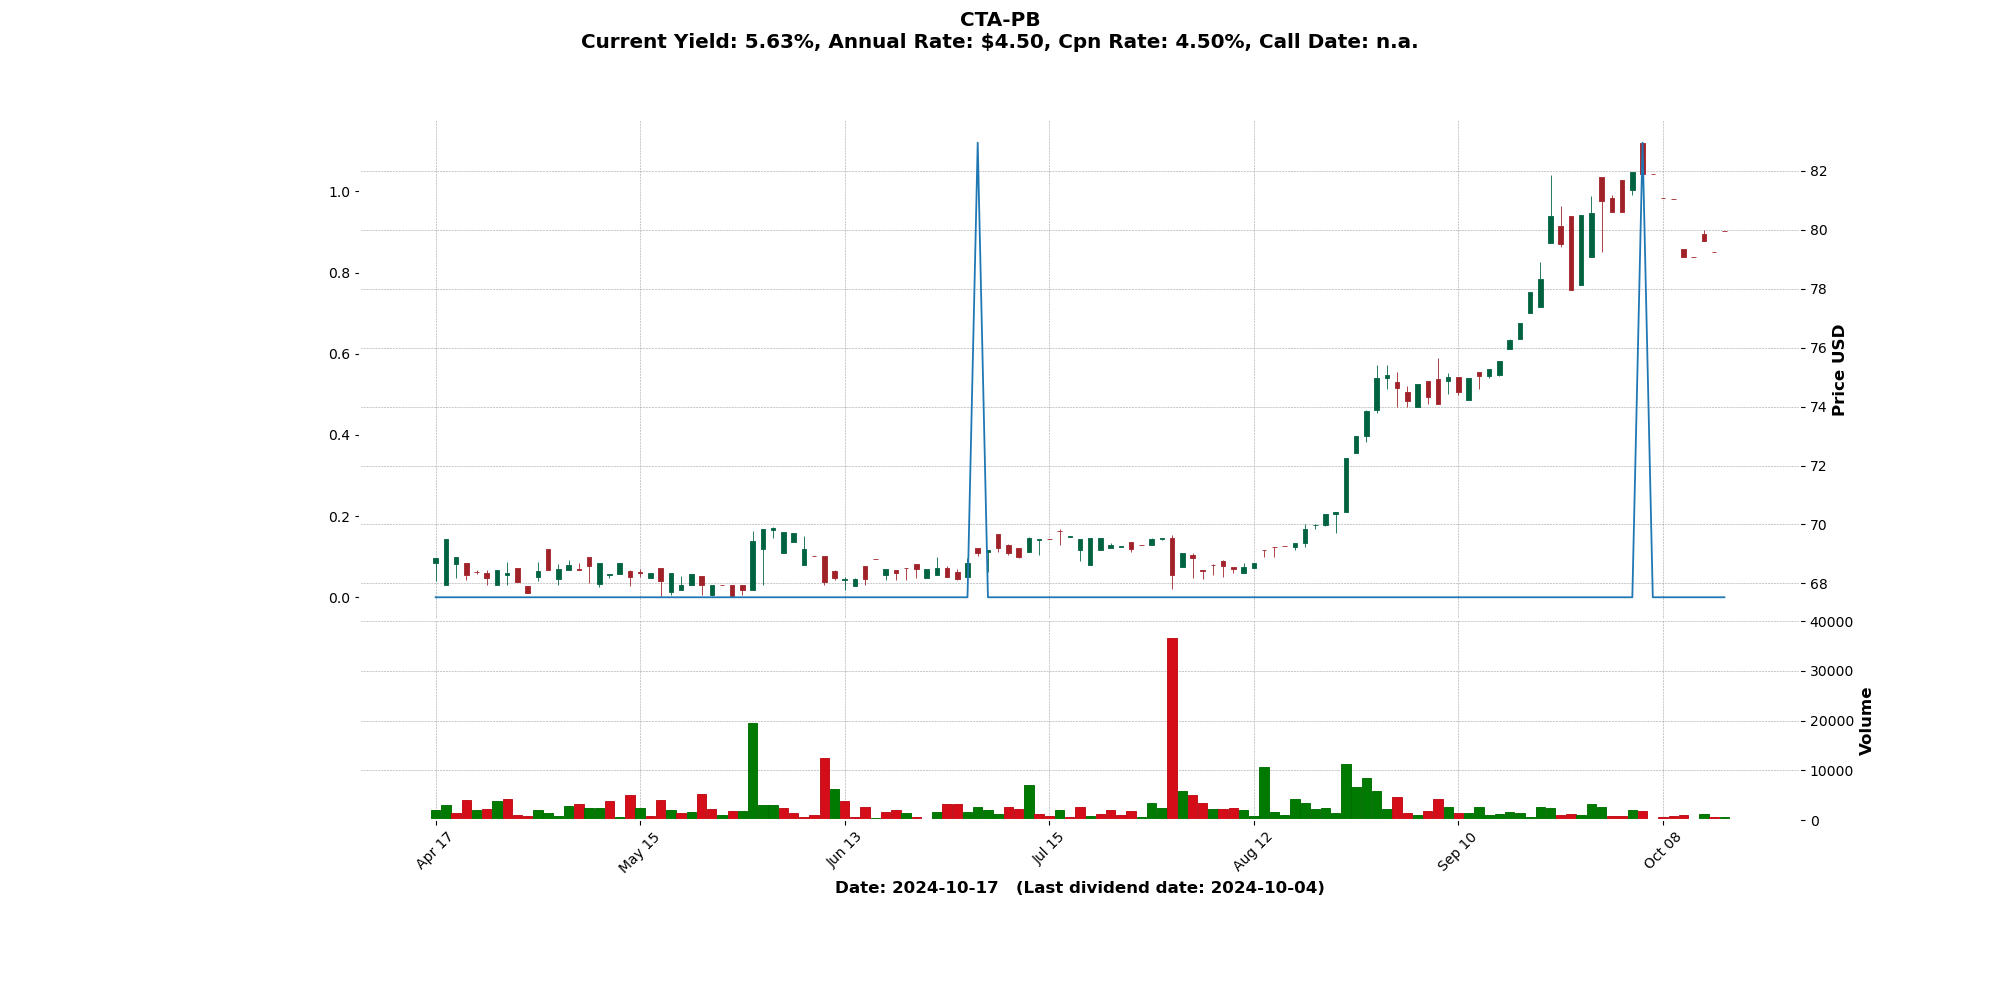 CTA-PB
Current Yield: 5.63%, Annual Rate: $4.50, Cpn Rate: 4.50%, Call Date: n.a.
1.0
0.8
0.6
0.4
0.2
0.0
82
80
78
76
74
72
70
68
Price USD
40000
30000
20000
10000
0
Volume
Apr 17
May 15
Jun 13
Jul 15
Aug 12
Sep 10
Oct 08
Date: 2024-10-17 (Last dividend date: 2024-10-04)